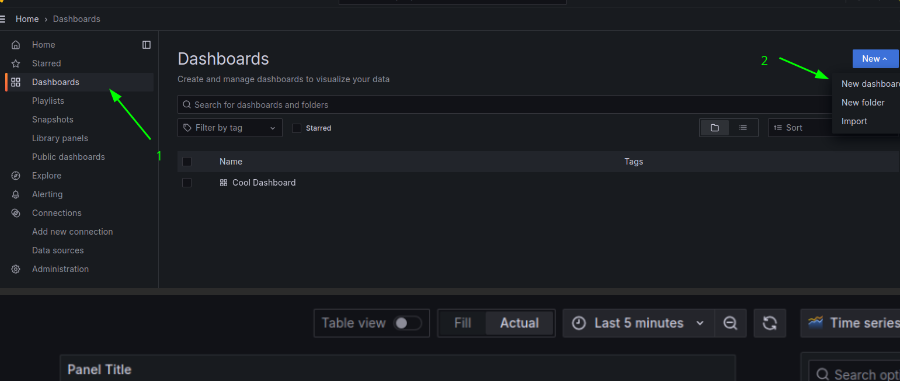 Home › Dashboards
Home
Starred
Dashboards
Playlists
Snapshots
Library panels
Public dashboards
Explore
Alerting
Connections
Add new connection
Data sources
Administration
1
Dashboards
Create and manage dashboards to visualize your data
2
New
New dashboar
New folder
Import
Search for dashboards and folders
Filter by tag
Starred
Sort
Name Tags
Cool Dashboard
Table view Fill Actual Last 5 minutes Time series
Panel Title
Search opt